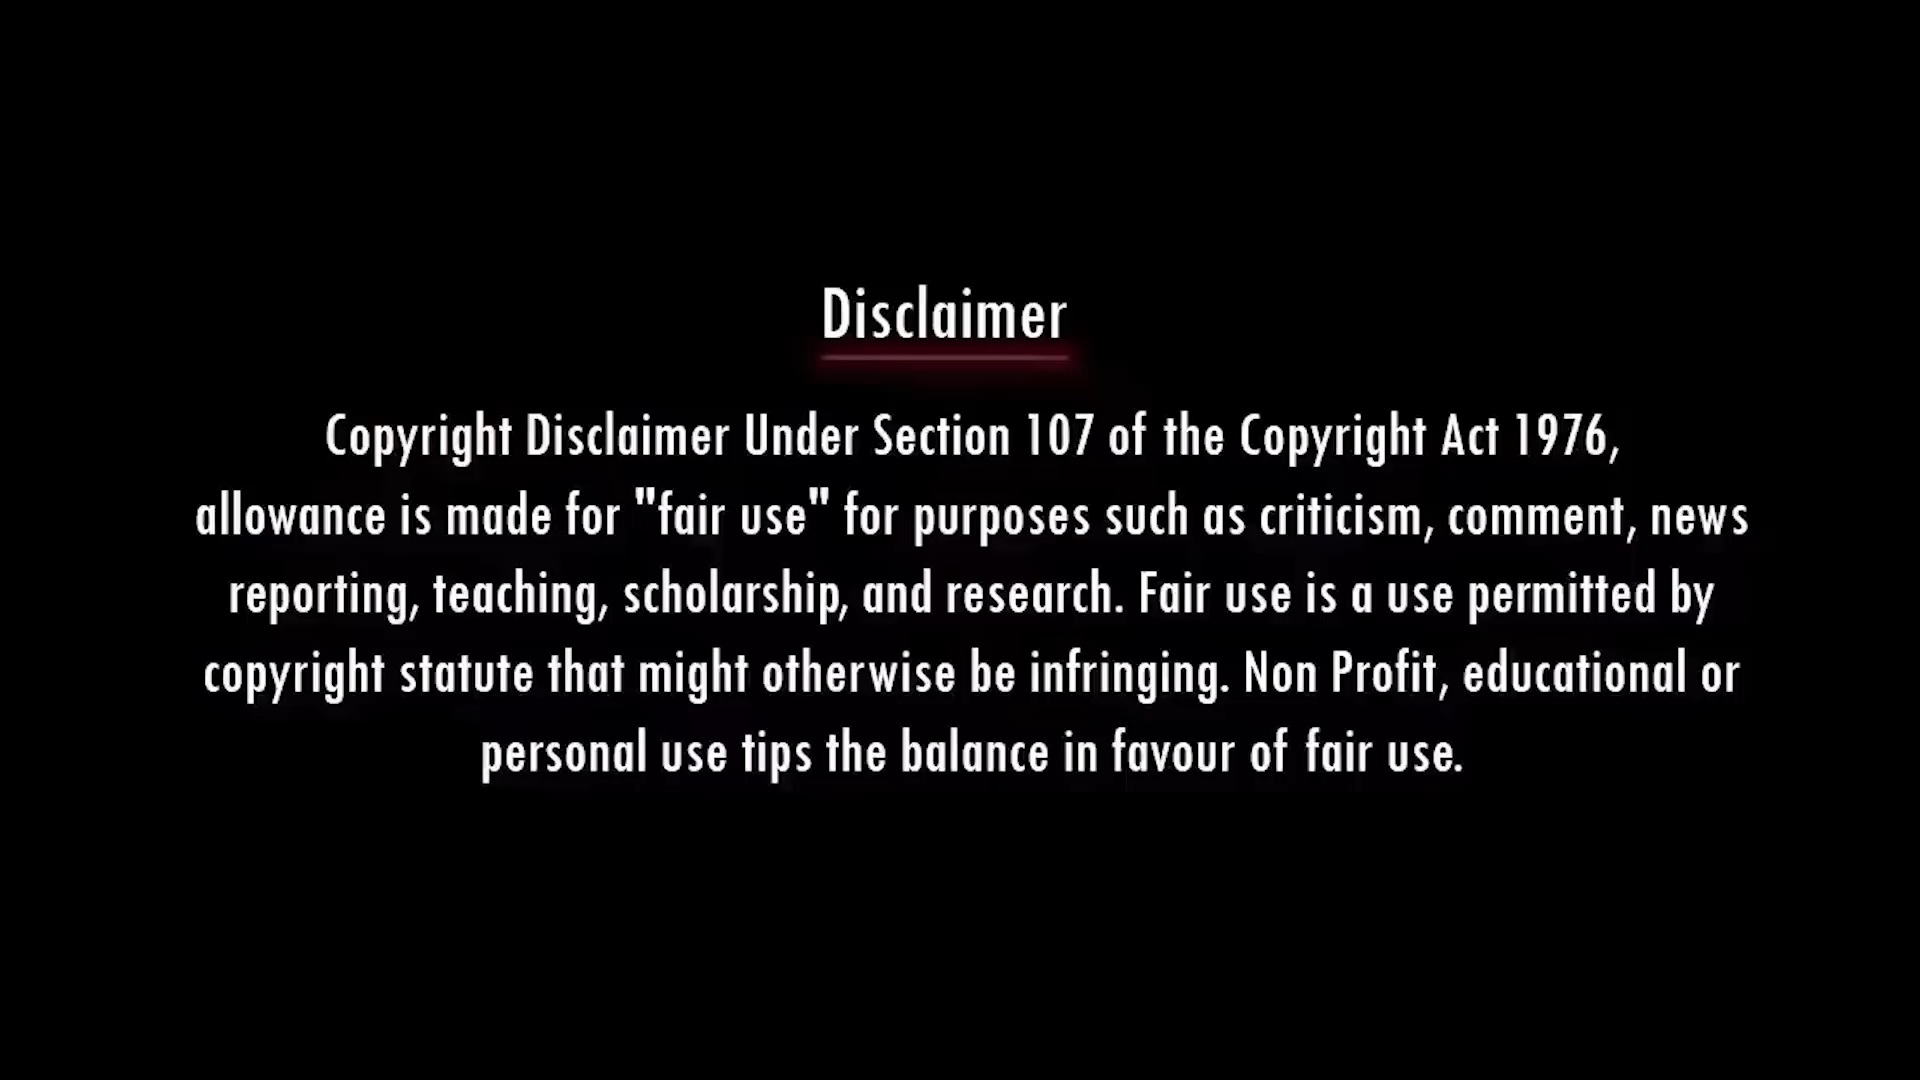 Disclaimer
Copyright Disclaimer Under Section 107 of the Copyright Act 1976,
allowance is made for "fair use" for purposes such as criticism, comment, news
reporting, teaching, scholarship, and research. Fair use is a use permitted by
copyright statute that might otherwise be infringing. Non Profit, educational or
personal use tips the balance in favour of fair use.